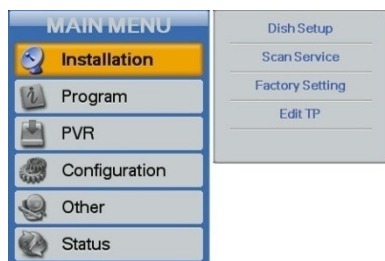 MAIN MENU
Installation
Program
PVR
Configuration
Other
Status
Dish Setup
Scan Service
Factory Setting
Edit TP